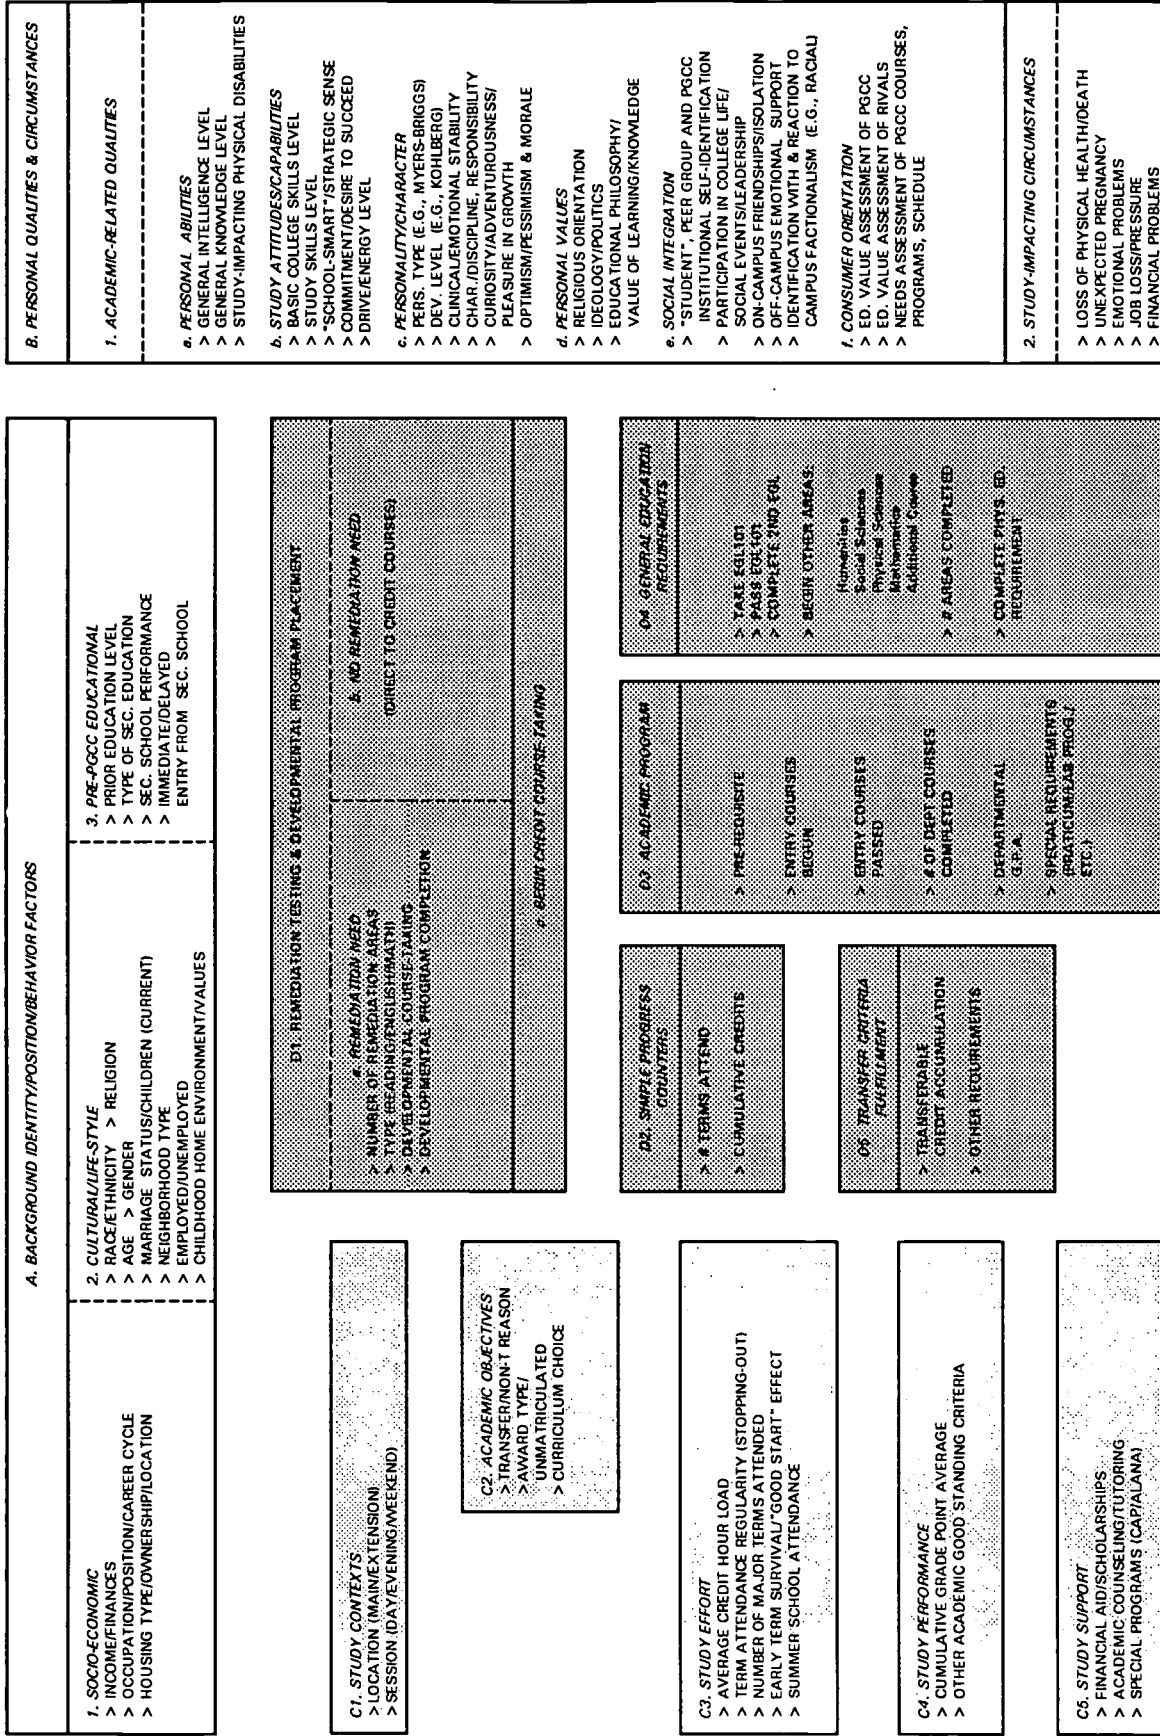 A. BACKGROUND IDENTITY/POSITION/BEHAVIOR FACTORS
1. SOCIO-ECONOMIC
> INCOME/FINANCES
> OCCUPATION/POSITION/CAREER CYCLE
> HOUSING TYPE/OWNERSHIP/LOCATION
2. CULTURAL/LIFE-STYLE
> RACE/ETHNICITY > RELIGION
> AGE > GENDER
> MARRIAGE STATUS/CHILDREN (CURRENT)
> NEIGHBORHOOD TYPE
> EMPLOYED/UNEMPLOYED
> CHILDHOOD HOME ENVIRONMENT/VALUES
3. PRE-PGCC EDUCATIONAL
> PRIOR EDUCATION LEVEL
> TYPE OF SEC. EDUCATION
> SEC. SCHOOL PERFORMANCE
> IMMEDIATE/DELAYED
ENTRY FROM SEC. SCHOOL
B. PERSONAL QUALITIES & CIRCUMSTANCES
1. ACADEMIC-RELATED QUALITIES
a. PERSONAL ABILITIES
> GENERAL INTELLIGENCE LEVEL
> GENERAL KNOWLEDGE LEVEL
> STUDY-IMPACTING PHYSICAL DISABILITIES
b. STUDY ATTITUDES/CAPABILITIES
> BASIC COLLEGE SKILLS LEVEL
> STUDY SKILLS LEVEL
> "SCHOOL-SMART"/STRATEGIC SENSE
> COMMITMENT/DESIRE TO SUCCEED
> DRIVE/ENERGY LEVEL
c. PERSONALITY/CHARACTER
> PERS. TYPE (E.G., MYERS-BRIGGS)
> DEV. LEVEL (E.G., KOHLBERG)
> CLINICAL/EMOTIONAL STABILITY
> CHAR./DISCIPLINE, RESPONSIBILITY
> CURIOSITY/ADVENTUROUSNESS/
PLEASURE IN GROWTH
> OPTIMISM/PESSIMISM & MORALE
d. PERSONAL VALUES
> RELIGIOUS ORIENTATION
> IDEOLOGY/POLITICS
> EDUCATIONAL PHILOSOPHY/
VALUE OF LEARNING/KNOWLEDGE
e. SOCIAL INTEGRATION
> "STUDENT", PEER GROUP AND PGCC
INSTITUTIONAL SELF-IDENTIFICATION
> PARTICIPATION IN COLLEGE LIFE/
SOCIAL EVENTS/LEADERSHIP
> ON-CAMPUS FRIENDSHIPS/ISOLATION
> OFF-CAMPUS EMOTIONAL SUPPORT
> IDENTIFICATION WITH & REACTION TO
CAMPUS FACTIONALISM (E.G., RACIAL)
f. CONSUMER ORIENTATION
> ED. VALUE ASSESSMENT OF PGCC
> ED. VALUE ASSESSMENT OF RIVALS
> NEEDS ASSESSMENT OF PGCC COURSES,
PROGRAMS, SCHEDULE
2. STUDY-IMPACTING CIRCUMSTANCES
> LOSS OF PHYSICAL HEALTH/DEATH
> UNEXPECTED PREGNANCY
> EMOTIONAL PROBLEMS
> JOB LOSS/PRESSURE
> FINANCIAL PROBLEMS
C1. STUDY CONTEXTS
> LOCATION (MAIN/EXTENSION)
> SESSION (DAY/EVENING/WEEKEND)
C2. ACADEMIC OBJECTIVES
> TRANSFER/NON-T REASON
> AWARD TYPE/
UNMATRICULATED
> CURRICULUM CHOICE
C3. STUDY EFFORT
> AVERAGE CREDIT HOUR LOAD
> TERM ATTENDANCE REGULARITY (STOPPING-OUT)
> NUMBER OF MAJOR TERMS ATTENDED
> EARLY TERM SURVIVAL/"GOOD START" EFFECT
> SUMMER SCHOOL ATTENDANCE
C4. STUDY PERFORMANCE
> CUMULATIVE GRADE POINT AVERAGE
> OTHER ACADEMIC GOOD STANDING CRITERIA
C5. STUDY SUPPORT
> FINANCIAL AID/SCHOLARSHIPS
> ACADEMIC COUNSELING/TUTORING
> SPECIAL PROGRAMS (CAP/ALANA)
D1. REMEDIATION TESTING & DEVELOPMENTAL PROGRAM PLACEMENT
a. REMEDIATION NEED
> NUMBER OF REMEDIATION AREAS
> TYPE (READING/ENGLISH/MATH)
> DEVELOPMENTAL COURSE-TAKING
> DEVELOPMENTAL PROGRAM COMPLETION
b. NO REMEDIATION NEED
(DIRECT TO CREDIT COURSES)
BEGIN CREDIT COURSE-TAKING
D2. SIMPLE PROGRESS
COUNTERS
> # TERMS ATTEND
> CUMULATIVE CREDITS
D3 ACADEMIC PROGRAM
> PRE-REQUISITE
> ENTRY COURSES
BEGUN
> ENTRY COURSES
PASSED
> # OF DEPT COURSES
COMPLETED
> DEPARTMENTAL
G.P.A.
> SPECIAL REQUIREMENTS
(PRATICUM/LAB PROG./
ETC.)
D4 GENERAL EDUCATION
REQUIREMENTS
> TAKE EGL101
> PASS EGL101
> COMPLETE 2ND EGL
> BEGIN OTHER AREAS:
Humanities
Social Sciences
Physical Sciences
Mathematics
Additional Course
> # AREAS COMPLETED
> COMPLETE PHYS. ED.
REQUIREMENT
D5 TRANSFER CRITERIA
FULFILLMENT
> TRANSFERABLE
CREDIT ACCUMULATION
> OTHER REQUIREMENTS